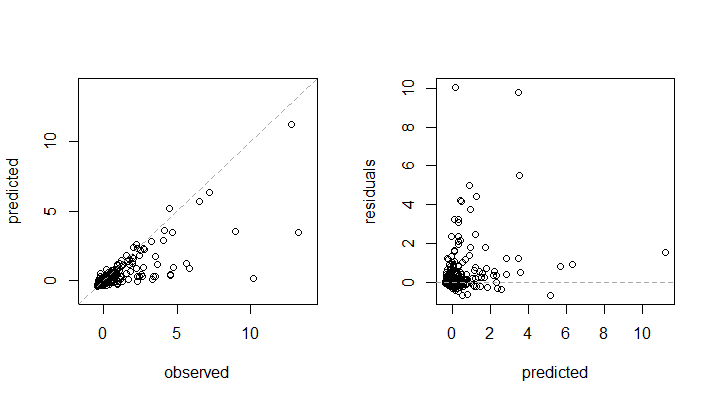 predicted
0 5 10
0 5 10
observed
residuals
0 2 4 6 8 10
0 2 4 6 8 10
predicted